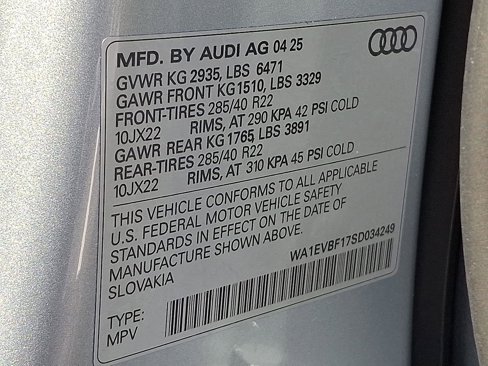 MFD. BY AUDI AG 04 25
GVWR KG 2935, LBS 6471
GAWR FRONT KG1510, LBS 3329
FRONT-TIRES 285/40 R22
10JX22 RIMS, AT 290 KPA 42 PSI COLD
GAWR REAR KG 1765 LBS 3891
REAR-TIRES 285/40 R22
10JX22 RIMS, AT 310 KPA 45 PSI COLD
THIS VEHICLE CONFORMS TO ALL APPLICABLE
U.S. FEDERAL MOTOR VEHICLE SAFETY
STANDARDS IN EFFECT ON THE DATE OF
MANUFACTURE SHOWN ABOVE.
SLOVAKIA
WA1EVBF17SD034249
TYPE:
MPV